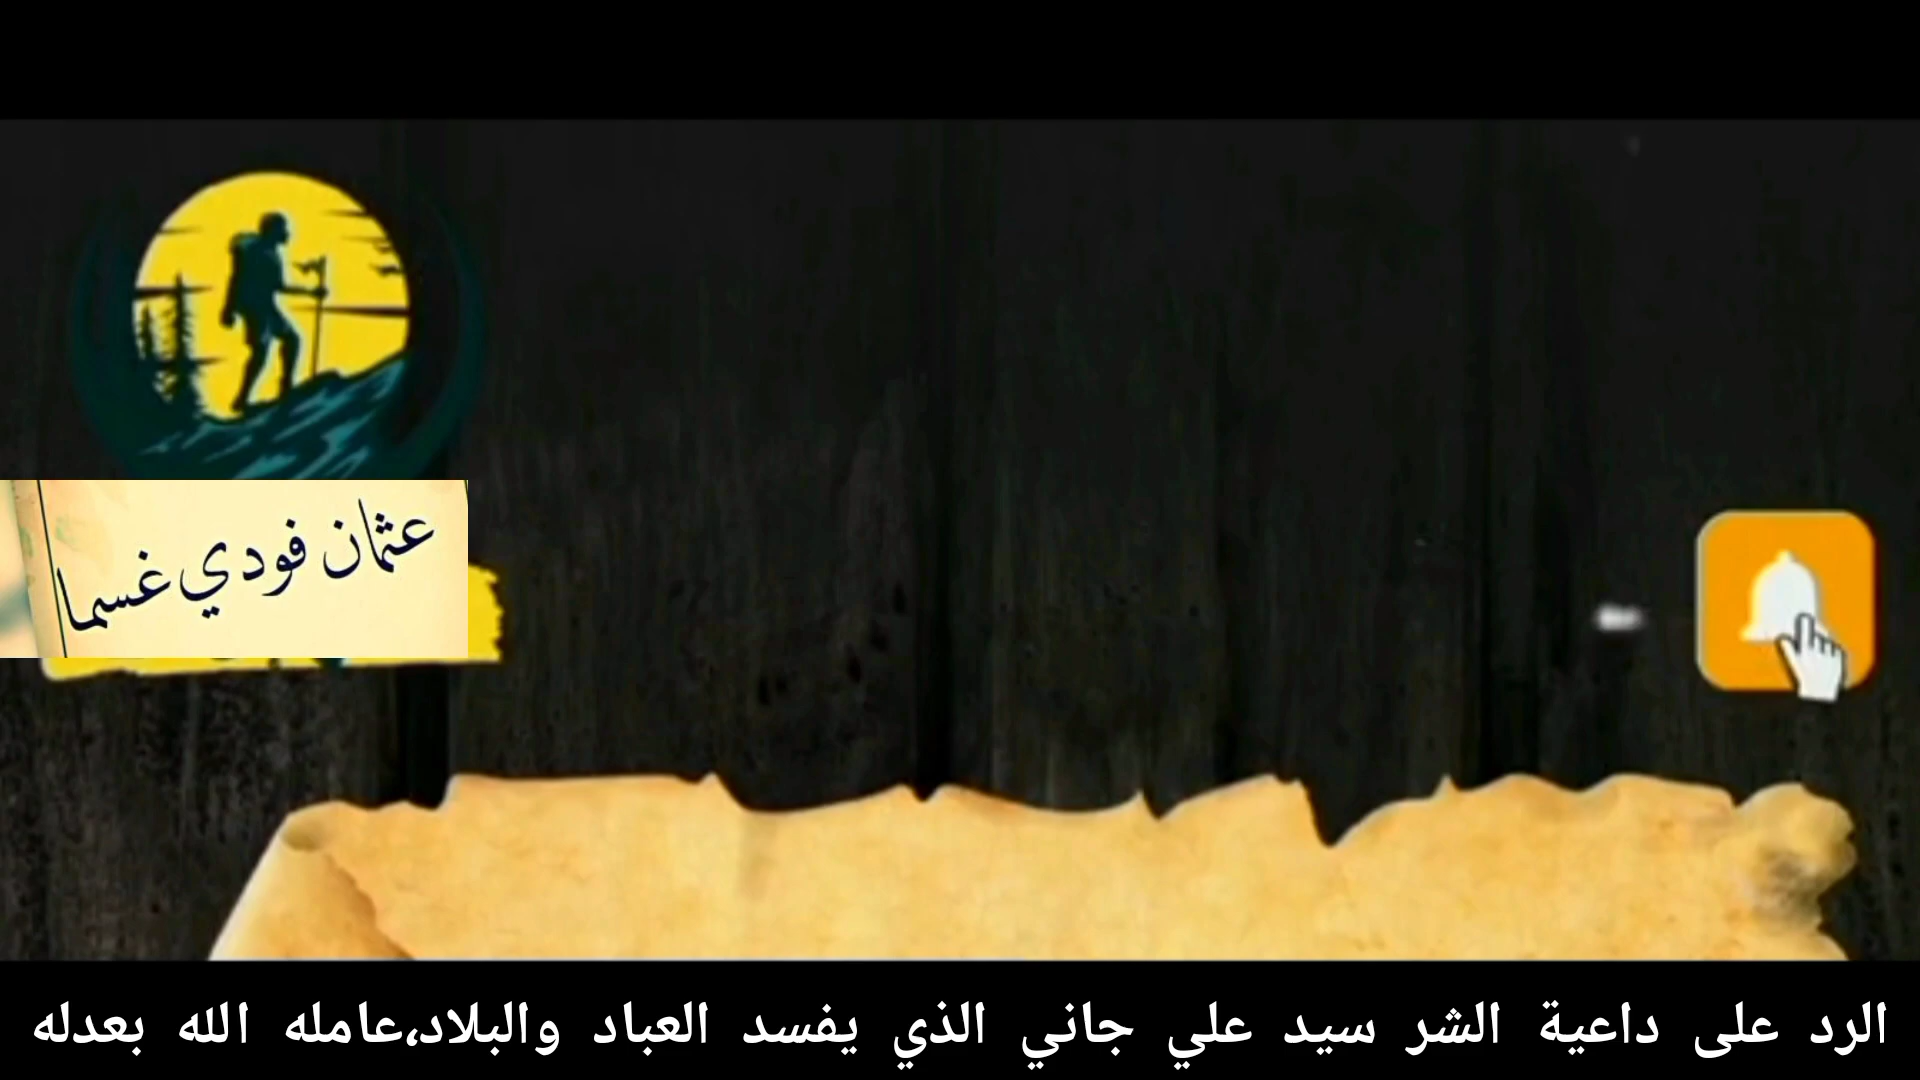 عثمان فودي غسما
الرد على داعية الشر سيد علي جاني الذي يفسد العباد والبلاد،عامله الله بعدله